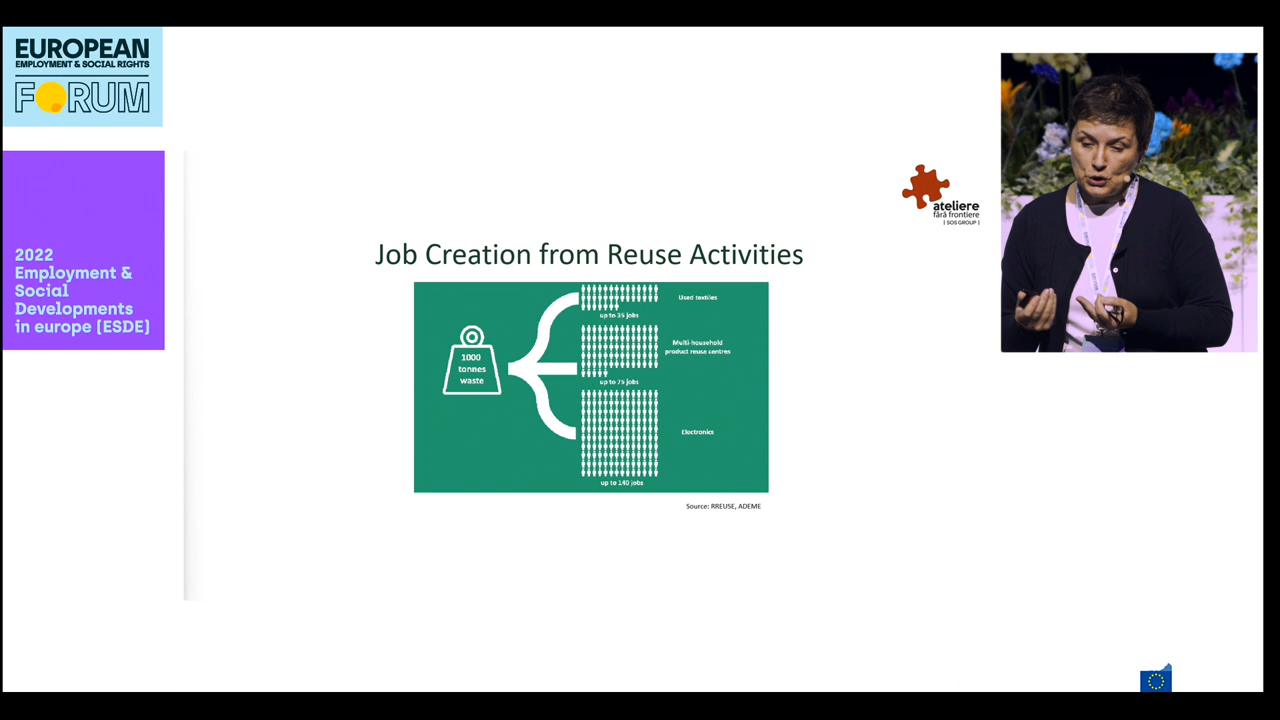 EUROPEAN
EMPLOYMENT & SOCIAL RIGHTS
FORUM
2022
Employment &
Social
Developments
in europe [ESDE]
ateliere
fără frontiere
| SOS GROUP |
Job Creation from Reuse Activities
1000
tonnes
waste
Used textiles
up to 35 jobs
Multi-household
product reuse centres
up to 75 jobs
Electronics
up to 140 jobs
Source: RREUSE, ADEME